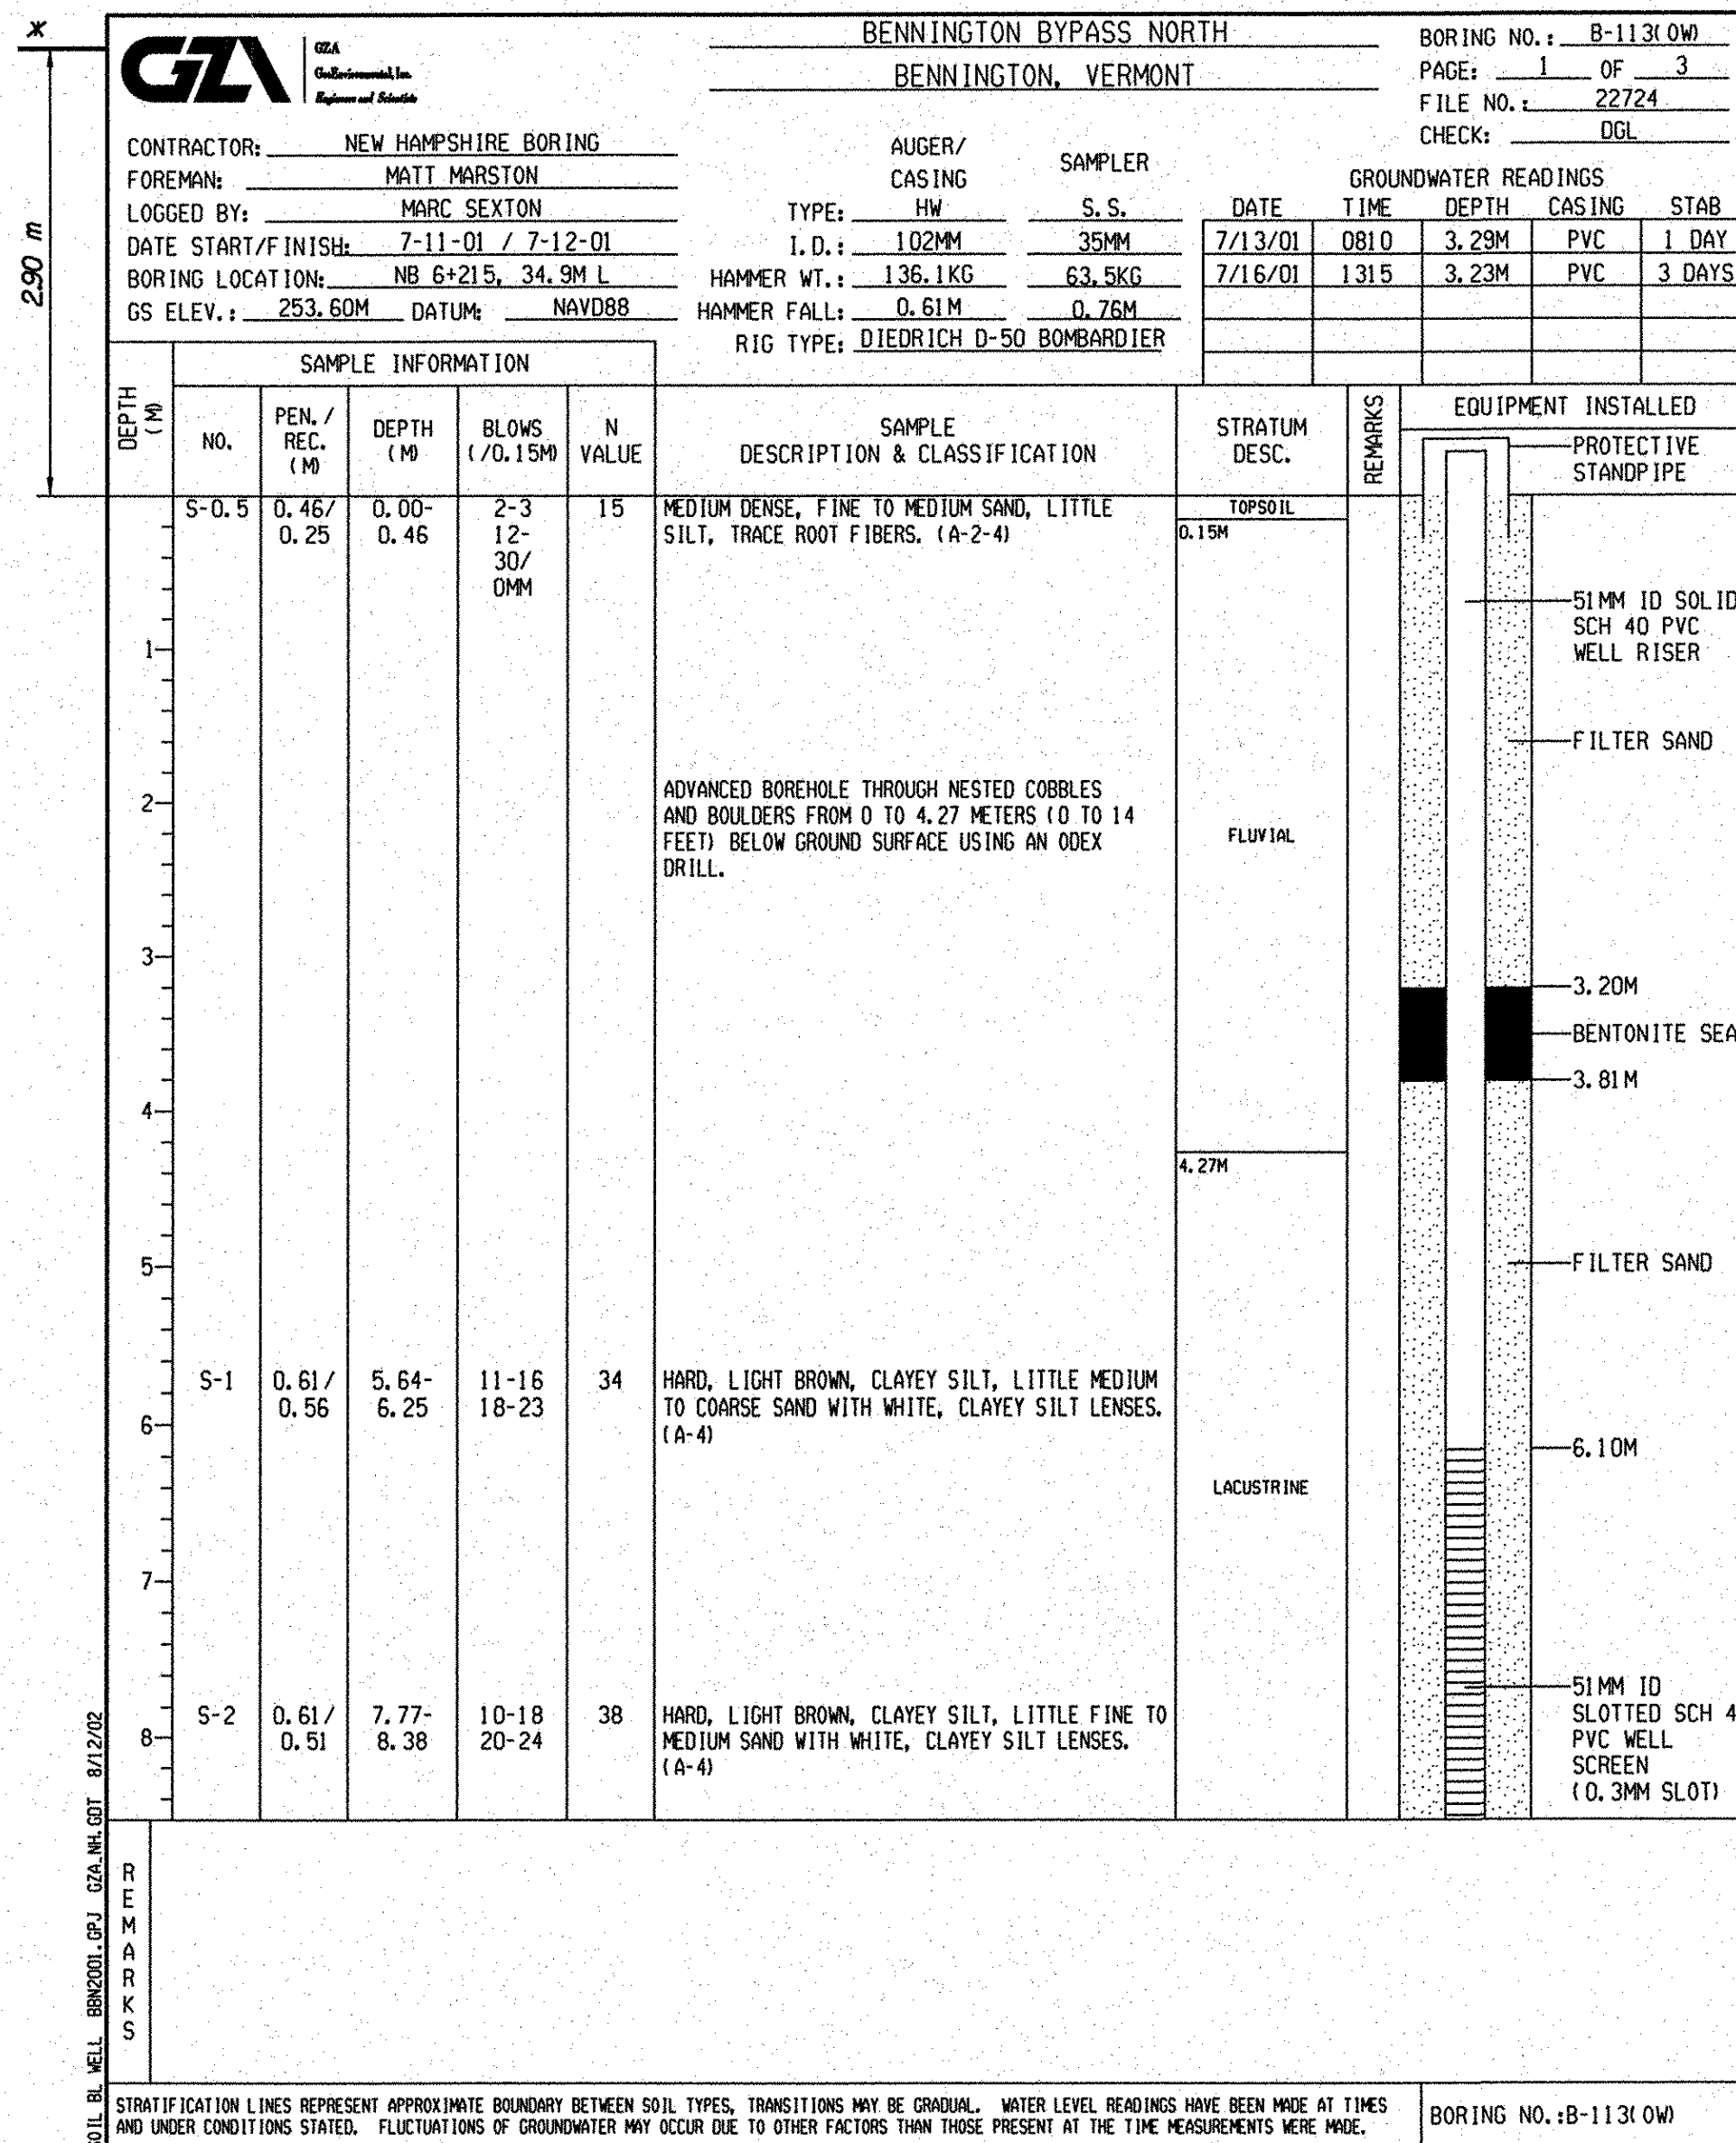 *
2.90 m
GZA
GZA
GeoEnvironmental, Inc.
Engineers and Scientists
BENNINGTON BYPASS NORTH
BENNINGTON, VERMONT
BORING NO.: B-113(OW)
PAGE: 1 OF 3
FILE NO.: 22724
CHECK: DGL
CONTRACTOR: NEW HAMPSHIRE BORING
FOREMAN: MATT MARSTON
LOGGED BY: MARC SEXTON
DATE START/FINISH: 7-11-01 / 7-12-01
BORING LOCATION: NB 6+215, 34.9M L
GS ELEV.: 253.60M DATUM: NAVD88
AUGER/
CASING SAMPLER
TYPE: HW S.S.
I.D.: 102MM 35MM
HAMMER WT.: 136.1KG 63.5KG
HAMMER FALL: 0.61M 0.76M
RIG TYPE: DIEDRICH D-50 BOMBARDIER
GROUNDWATER READINGS
DATE TIME DEPTH CASING STAB
7/13/01 0810 3.29M PVC 1 DAY
7/16/01 1315 3.23M PVC 3 DAYS
DEPTH
(M)
SAMPLE INFORMATION
NO.
PEN./
REC.
(M)
DEPTH
(M)
BLOWS
(/0.15M)
N
VALUE
SAMPLE
DESCRIPTION & CLASSIFICATION
STRATUM
DESC.
REMARKS
EQUIPMENT INSTALLED
PROTECTIVE
STANDPIPE
S-0.5 0.46/ 0.00- 2-3 15 MEDIUM DENSE, FINE TO MEDIUM SAND, LITTLE TOPSOIL
0.25 0.46 12- SILT, TRACE ROOT FIBERS. (A-2-4) 0.15M
30/
0MM
51MM ID SOLID
SCH 40 PVC
WELL RISER
1
FILTER SAND
2
ADVANCED BOREHOLE THROUGH NESTED COBBLES
AND BOULDERS FROM 0 TO 4.27 METERS (0 TO 14
FEET) BELOW GROUND SURFACE USING AN ODEX
DRILL.
FLUVIAL
3
3.20M
BENTONITE SEA
3.81M
4
4.27M
5
FILTER SAND
S-1 0.61/ 5.64- 11-16 34 HARD, LIGHT BROWN, CLAYEY SILT, LITTLE MEDIUM
0.56 6.25 18-23 TO COARSE SAND WITH WHITE, CLAYEY SILT LENSES.
(A-4)
6
6.10M
LACUSTRINE
7
S-2 0.61/ 7.77- 10-18 38 HARD, LIGHT BROWN, CLAYEY SILT, LITTLE FINE TO
0.51 8.38 20-24 MEDIUM SAND WITH WHITE, CLAYEY SILT LENSES.
(A-4)
8
51MM ID
SLOTTED SCH 4
PVC WELL
SCREEN
(0.3MM SLOT)
REMARKS
OIL BL WELL BBN2001.GPJ GZA_NH.GDT 8/12/02
STRATIFICATION LINES REPRESENT APPROXIMATE BOUNDARY BETWEEN SOIL TYPES, TRANSITIONS MAY BE GRADUAL. WATER LEVEL READINGS HAVE BEEN MADE AT TIMES
AND UNDER CONDITIONS STATED. FLUCTUATIONS OF GROUNDWATER MAY OCCUR DUE TO OTHER FACTORS THAN THOSE PRESENT AT THE TIME MEASUREMENTS WERE MADE.
BORING NO.:B-113(OW)